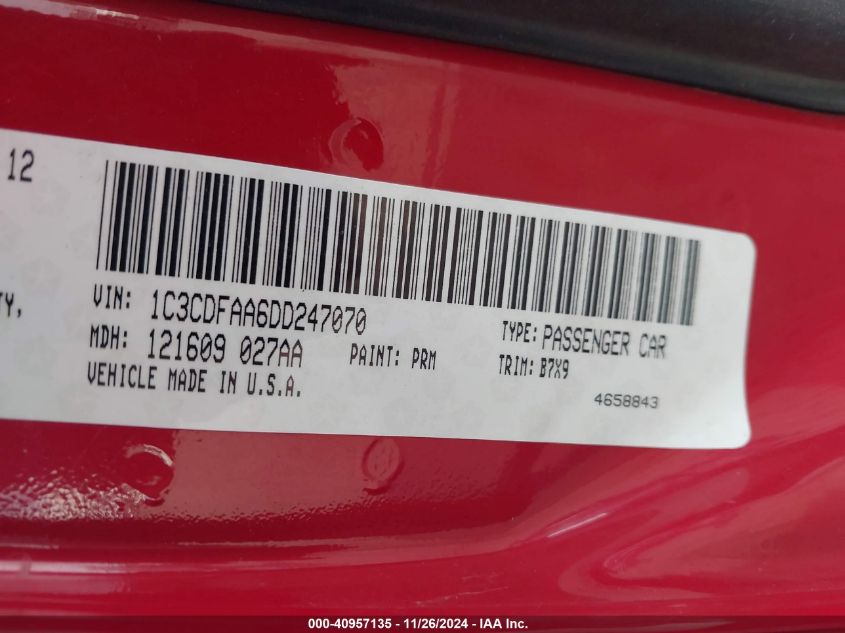 12
TY,
VIN: 1C3CDFAA6DD247070
TYPE: PASSENGER CAR
MDH: 121609 027AA
PAINT: PRM
TRIM: B7X9
VEHICLE MADE IN U.S.A.
4658843
000-40957135 - 11/26/2024 - IAA Inc.